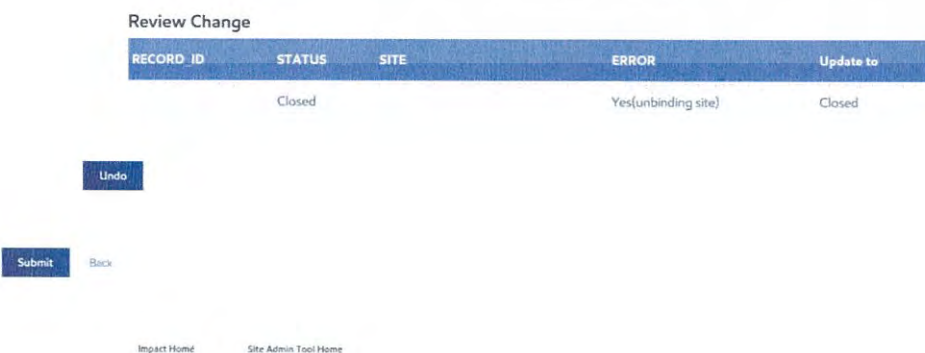 Review Change
RECORD_ID STATUS SITE ERROR Update to
Closed Yes(unbinding site) Closed
Undo
Submit Back
Impact Home Site Admin Tool Home